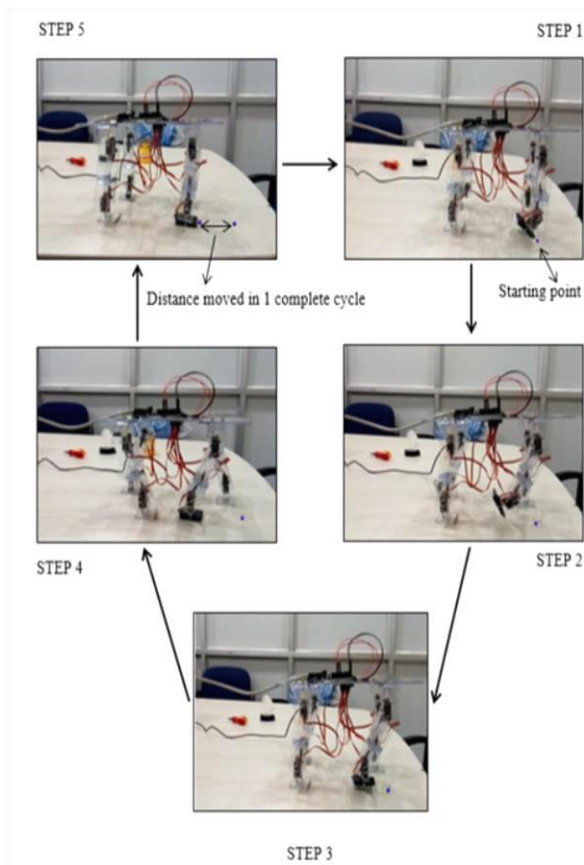 STEP 5
STEP 1
Distance moved in 1 complete cycle
Starting point
STEP 4
STEP 2
STEP 3